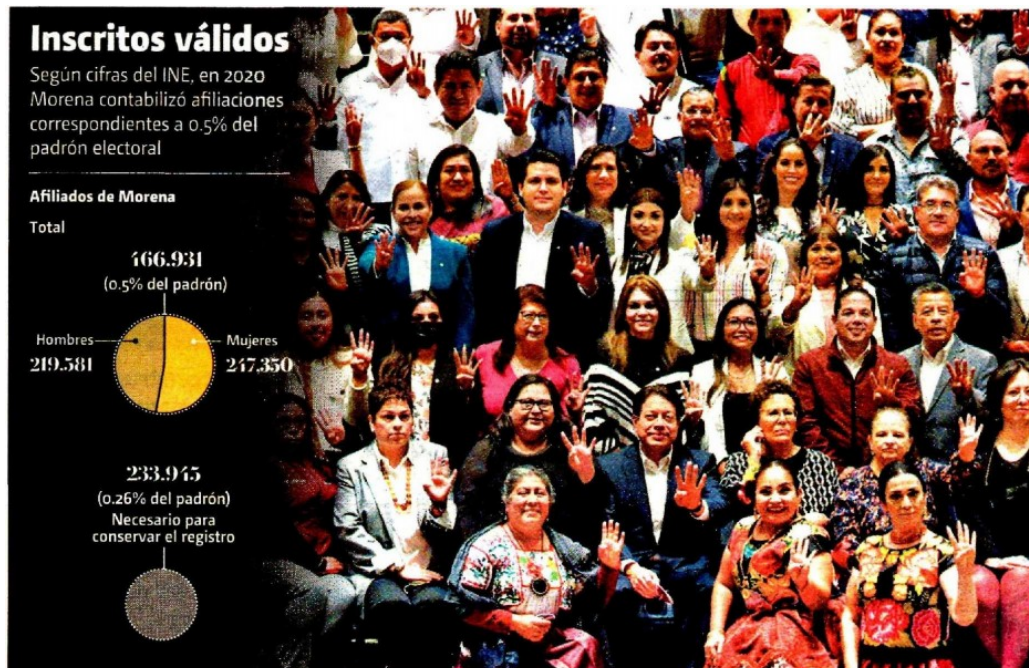 Inscritos válidos
Según cifras del INE, en 2020
Morena contabilizó afiliaciones
correspondientes a 0.5% del
padrón electoral
Afiliados de Morena
Total
466.931
(0.5% del padrón)
Hombres
219.581
Mujeres
247.350
233.945
(0.26% del padrón)
Necesario para
conservar el registro